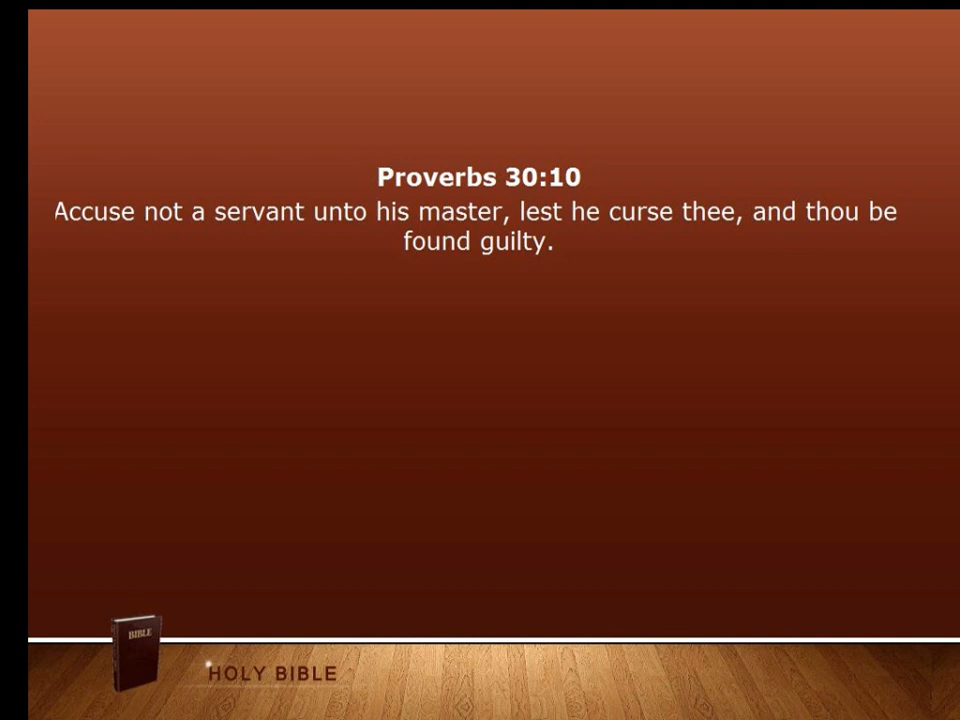 Proverbs 30:10
Accuse not a servant unto his master, lest he curse thee, and thou be
found guilty.
BIBLE
HOLY BIBLE